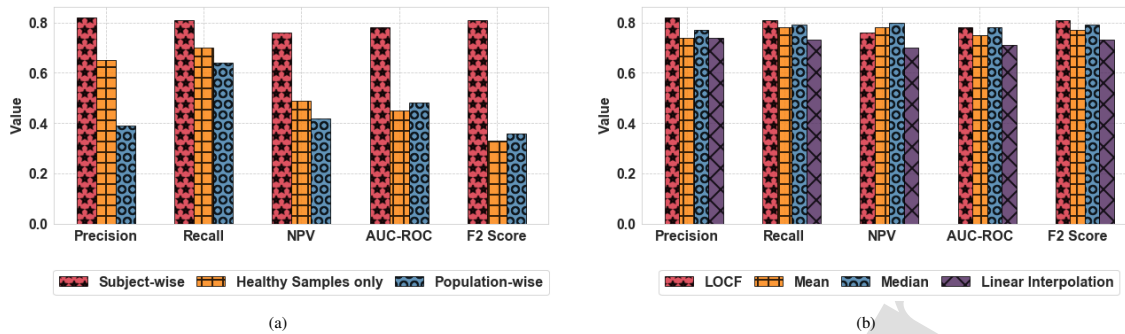 0.8
0.6
0.4
0.2
0.0
Value
Precision Recall NPV AUC-ROC F2 Score
Subject-wise Healthy Samples only Population-wise
(a)
0.8
0.6
0.4
0.2
0.0
Value
Precision Recall NPV AUC-ROC F2 Score
LOCF Mean Median Linear Interpolation
(b)